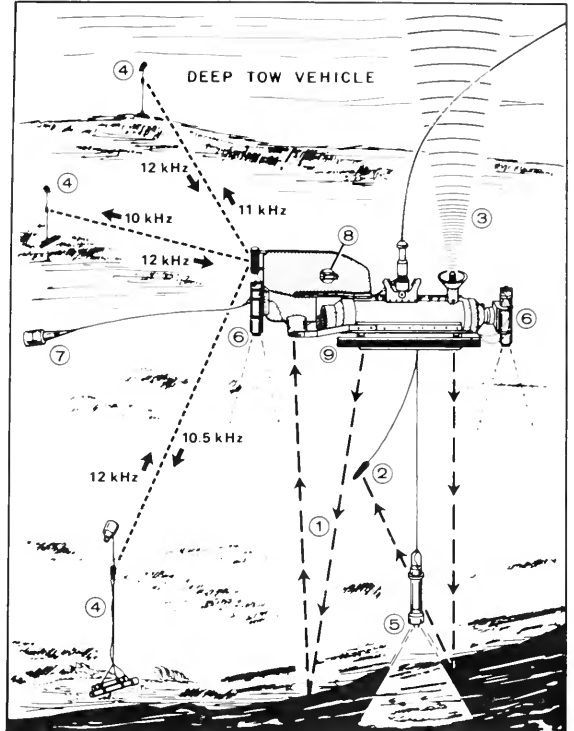 ④
DEEP TOW VEHICLE
12 kHz
11 kHz
③
④
10 kHz
⑧
12 kHz
⑥
⑥
⑦
⑨
10.5 kHz
②
12 kHz
①
④
⑤